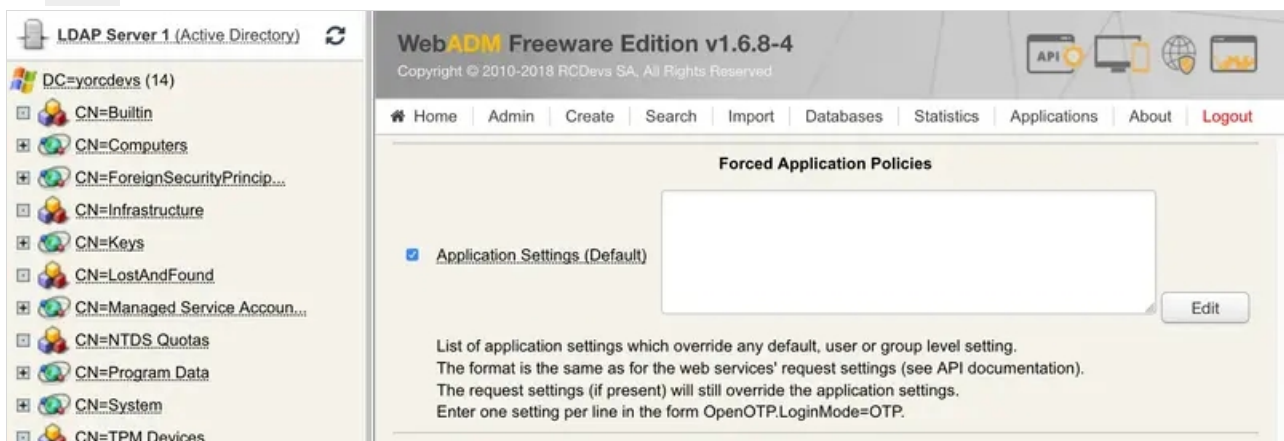 LDAP Server 1 (Active Directory)
DC=yorcdevs (14)
CN=Builtin
CN=Computers
CN=ForeignSecurityPrincip...
CN=Infrastructure
CN=Keys
CN=LostAndFound
CN=Managed Service Accoun...
CN=NTDS Quotas
CN=Program Data
CN=System
CN=TPM Devices
WebADM Freeware Edition v1.6.8-4
Copyright © 2010-2018 RCDevs SA, All Rights Reserved
API
Home Admin Create Search Import Databases Statistics Applications About Logout
Forced Application Policies
Application Settings (Default)
Edit
List of application settings which override any default, user or group level setting.
The format is the same as for the web services' request settings (see API documentation).
The request settings (if present) will still override the application settings.
Enter one setting per line in the form OpenOTP.LoginMode=OTP.